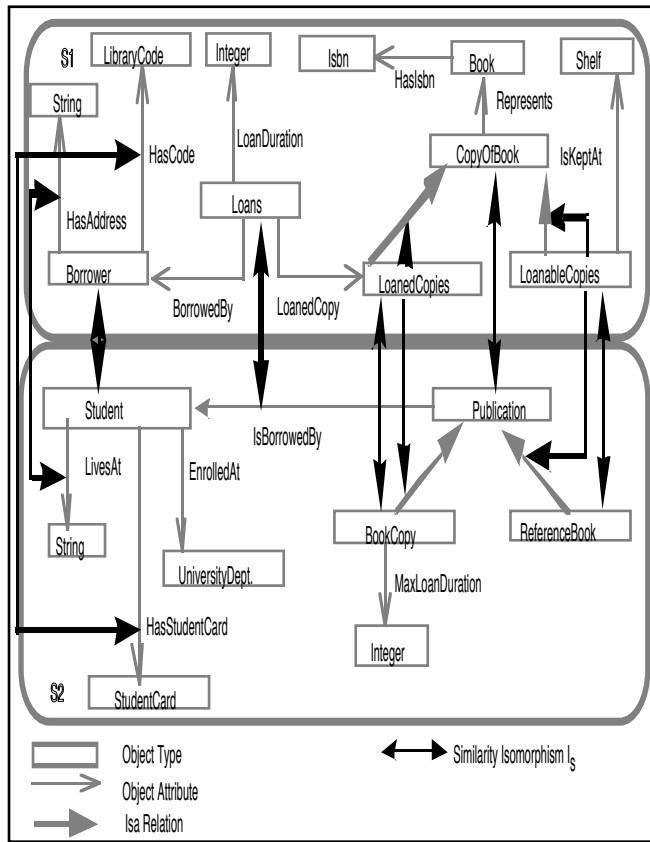 S1
LibraryCode
Integer
Isbn
Book
Shelf
HasIsbn
String
Represents
LoanDuration
HasCode
CopyOfBook
IsKeptAt
Loans
HasAddress
Borrower
LoanedCopies
LoanableCopies
BorrowedBy
LoanedCopy
Student
Publication
IsBorrowedBy
LivesAt
EnrolledAt
String
BookCopy
ReferenceBook
UniversityDept.
MaxLoanDuration
HasStudentCard
Integer
S2
StudentCard
Object Type
Similarity Isomorphism I_S
Object Attribute
Isa Relation